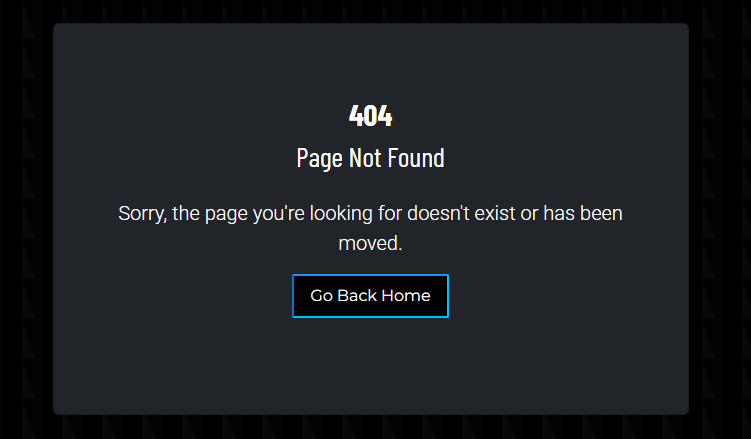 404
Page Not Found
Sorry, the page you're looking for doesn't exist or has been
moved.
Go Back Home